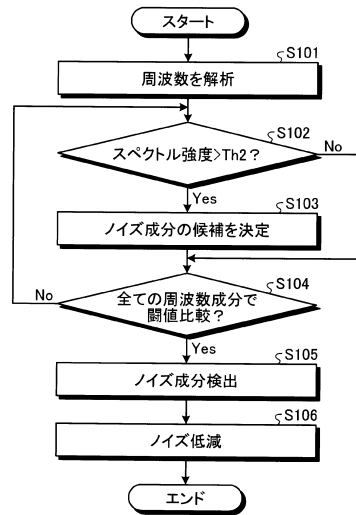 スタート
S101
周波数を解析
S102
スペクトル強度>Th2?
No
Yes
S103
ノイズ成分の候補を決定
S104
全ての周波数成分で
閾値比較?
No
Yes
S105
ノイズ成分検出
S106
ノイズ低減
エンド